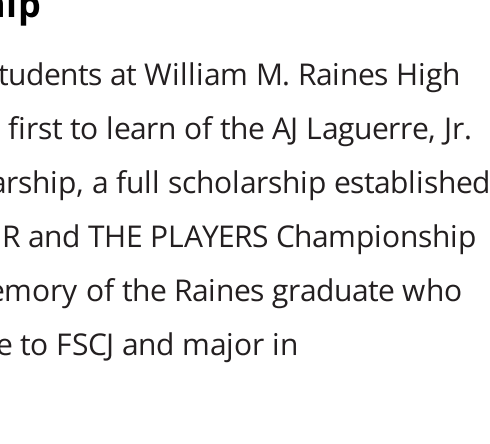 hip
tudents at William M. Raines High
first to learn of the AJ Laguerre, Jr.
arship, a full scholarship established
R and THE PLAYERS Championship
emory of the Raines graduate who
e to FSCJ and major in